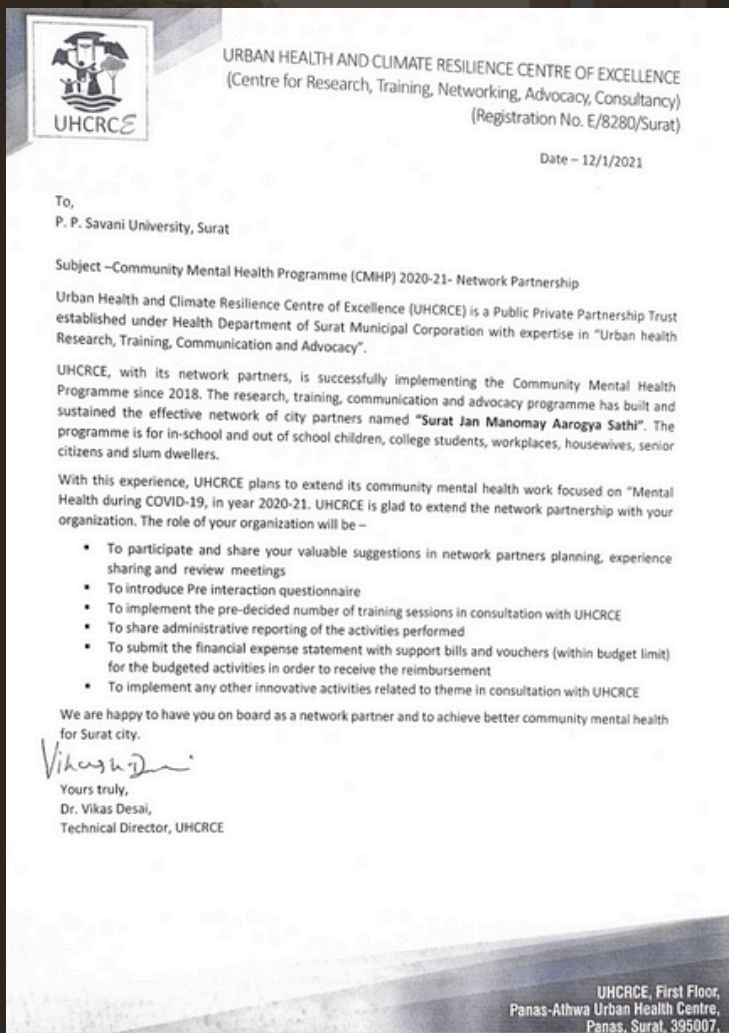 UHCRCE
URBAN HEALTH AND CLIMATE RESILIENCE CENTRE OF EXCELLENCE
(Centre for Research, Training, Networking, Advocacy, Consultancy)
(Registration No. E/8280/Surat)
Date – 12/1/2021
To,
P. P. Savani University, Surat
Subject –Community Mental Health Programme (CMHP) 2020-21- Network Partnership
Urban Health and Climate Resilience Centre of Excellence (UHCRCE) is a Public Private Partnership Trust
established under Health Department of Surat Municipal Corporation with expertise in "Urban health
Research, Training, Communication and Advocacy".
UHCRCE, with its network partners, is successfully implementing the Community Mental Health
Programme since 2018. The research, training, communication and advocacy programme has built and
sustained the effective network of city partners named "Surat Jan Manomay Aarogya Sathi". The
programme is for in-school and out of school children, college students, workplaces, housewives, senior
citizens and slum dwellers.
With this experience, UHCRCE plans to extend its community mental health work focused on "Mental
Health during COVID-19, in year 2020-21. UHCRCE is glad to extend the network partnership with your
organization. The role of your organization will be –
▪ To participate and share your valuable suggestions in network partners planning, experience
sharing and review meetings
▪ To introduce Pre interaction questionnaire
▪ To implement the pre-decided number of training sessions in consultation with UHCRCE
▪ To share administrative reporting of the activities performed
▪ To submit the financial expense statement with support bills and vouchers (within budget limit)
for the budgeted activities in order to receive the reimbursement
▪ To implement any other innovative activities related to theme in consultation with UHCRCE
We are happy to have you on board as a network partner and to achieve better community mental health
for Surat city.
Yours truly,
Dr. Vikas Desai,
Technical Director, UHCRCE
UHCRCE, First Floor,
Panas-Athwa Urban Health Centre,
Panas, Surat, 395007,